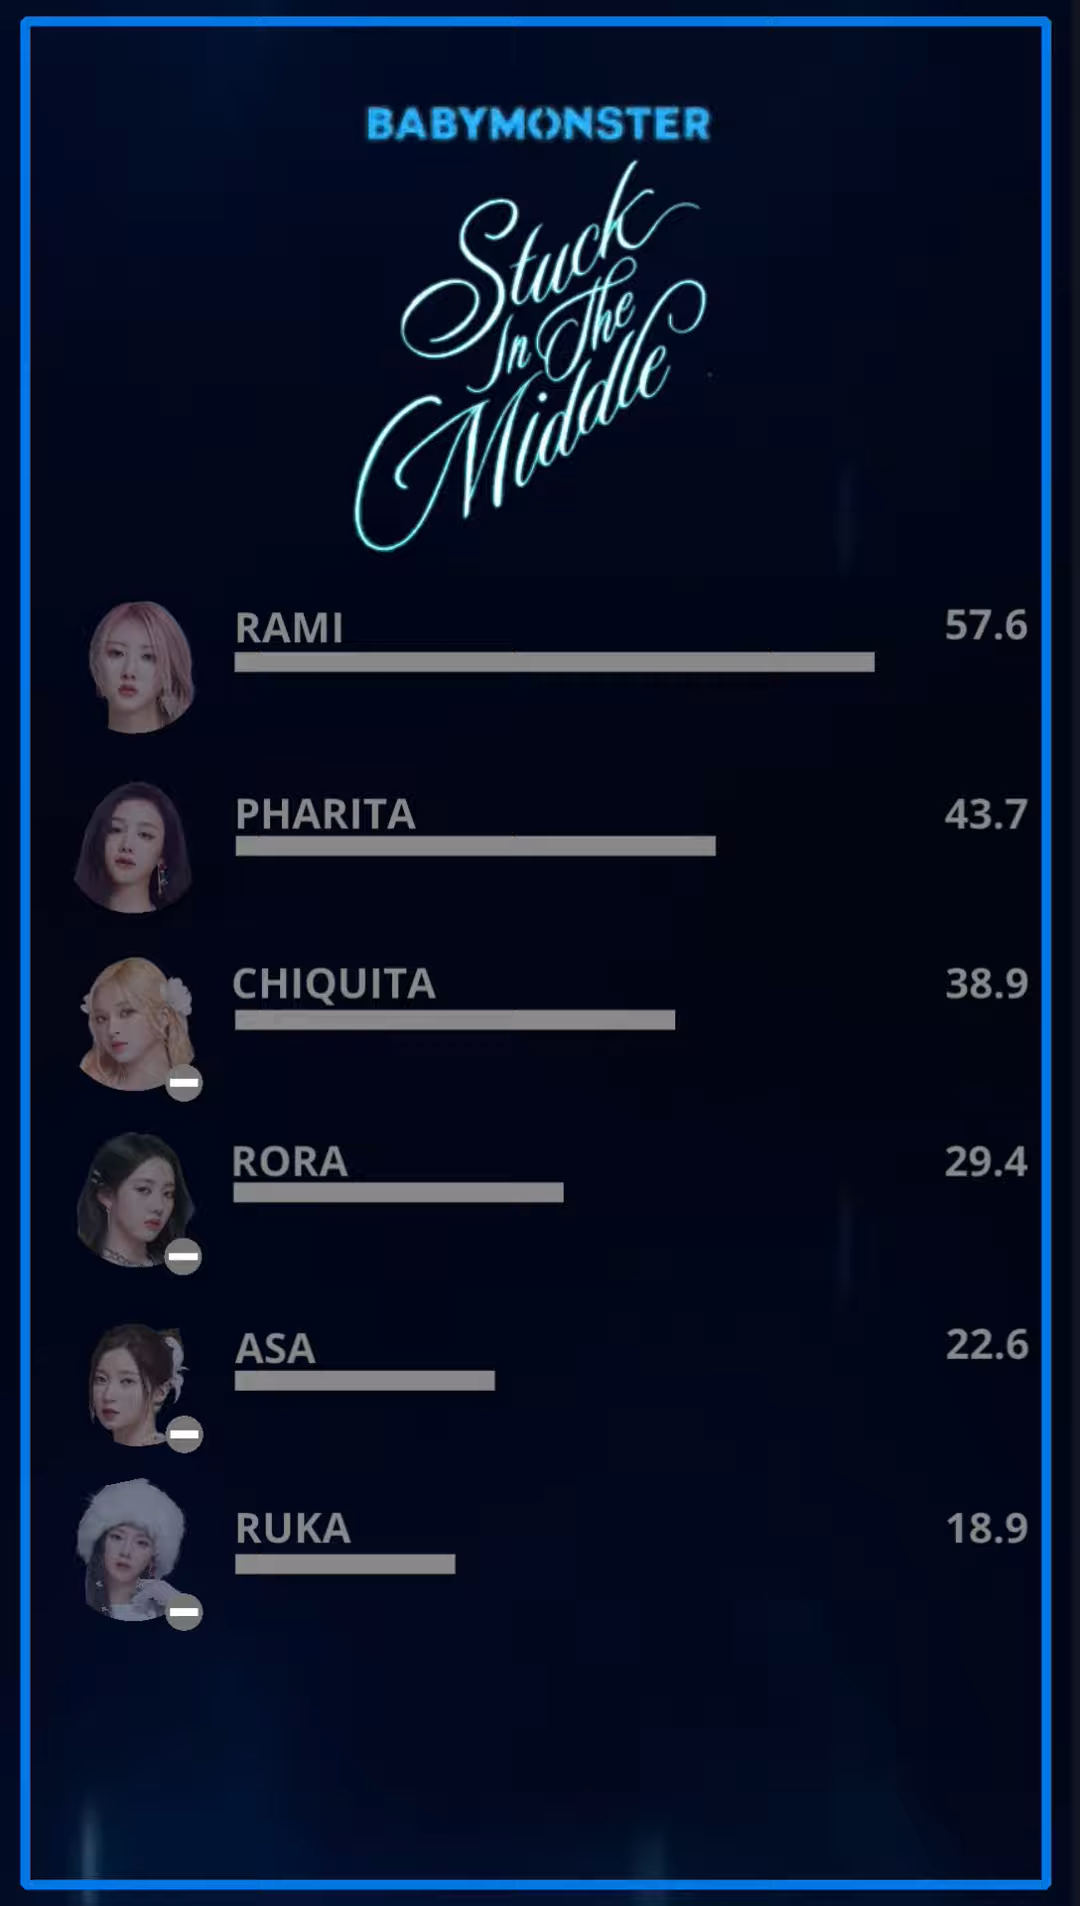 BABYMONSTER
Stuck
In The
Middle
RAMI 57.6
PHARITA 43.7
CHIQUITA 38.9
RORA 29.4
ASA 22.6
RUKA 18.9